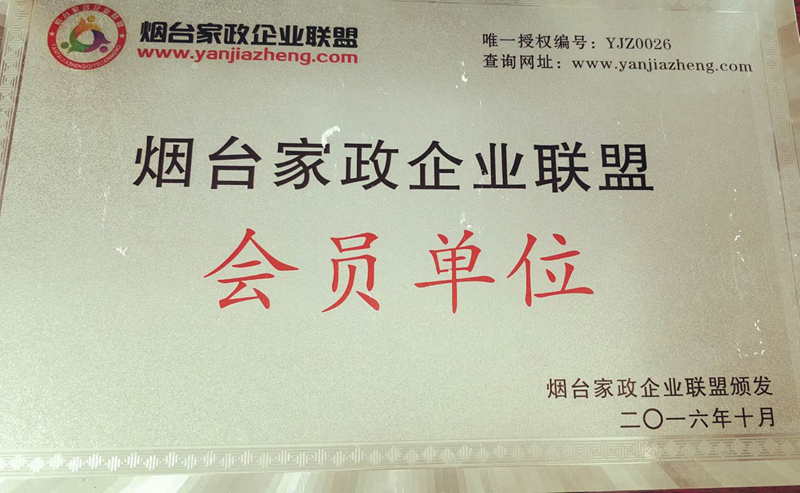 烟台家政企业联盟
www.yanjiazheng.com
唯一授权编号：YJZ0026
查询网址：www.yanjiazheng.com
烟台家政企业联盟
会员单位
烟台家政企业联盟颁发
二〇一六年十月